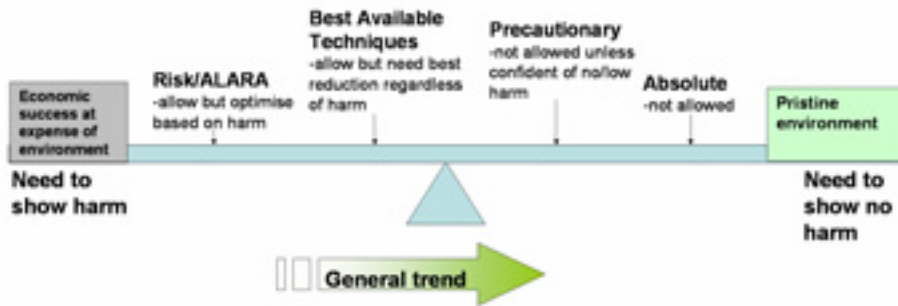 Economic
success at
expense of
environment
Need to
show harm
Risk/ALARA
-allow but optimise
based on harm
Best Available
Techniques
-allow but need best
reduction regardless
of harm
Precautionary
-not allowed unless
confident of no/low
harm
Absolute
-not allowed
Pristine
environment
Need to
show no
harm
General trend